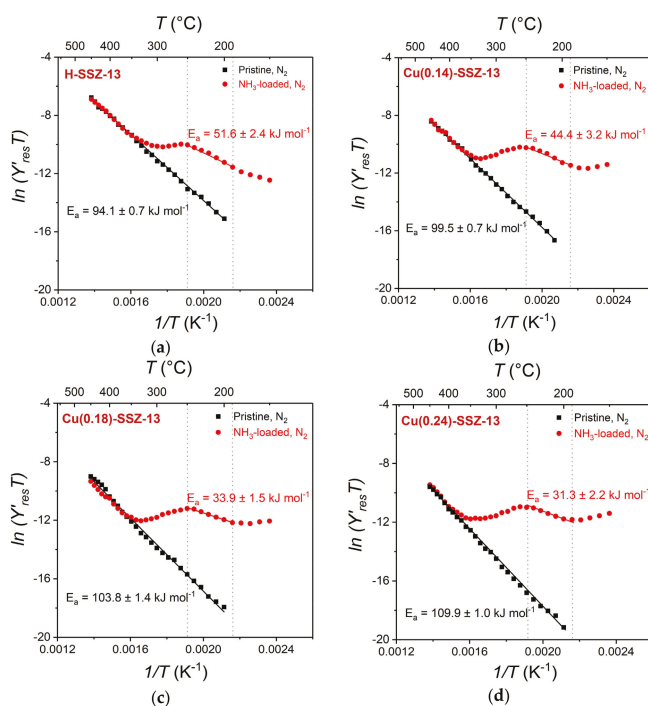 T (°C)
400 300 200 100
H-SSZ-13
Pristine, N₂
NH₃-loaded, N₂
Eₐ = 51.6 ± 2.4 kJ mol⁻¹
Eₐ = 94.1 ± 0.7 kJ mol⁻¹
ln (Y'resT)
-4
-8
-12
-16
-20
0.0012 0.0016 0.0020 0.0024
1/T (K⁻¹)
(a)
T (°C)
500 400 300 200
Cu(0.14)-SSZ-13
Pristine, N₂
NH₃-loaded, N₂
Eₐ = 44.4 ± 3.2 kJ mol⁻¹
Eₐ = 99.5 ± 0.7 kJ mol⁻¹
ln (Y'resT)
-4
-8
-12
-16
-20
0.0012 0.0016 0.0020 0.0024
1/T (K⁻¹)
(b)
T (°C)
500 400 300 200
Cu(0.18)-SSZ-13
Pristine, N₂
NH₃-loaded, N₂
Eₐ = 33.9 ± 1.5 kJ mol⁻¹
Eₐ = 103.8 ± 1.4 kJ mol⁻¹
ln (Y'resT)
-4
-8
-12
-16
-20
0.0012 0.0016 0.0020 0.0024
1/T (K⁻¹)
(c)
T (°C)
500 400 300 200
Cu(0.24)-SSZ-13
Pristine, N₂
NH₃-loaded, N₂
Eₐ = 31.3 ± 2.2 kJ mol⁻¹
Eₐ = 109.9 ± 1.0 kJ mol⁻¹
ln (Y'resT)
-4
-8
-12
-16
-20
0.0012 0.0016 0.0020 0.0024
1/T (K⁻¹)
(d)